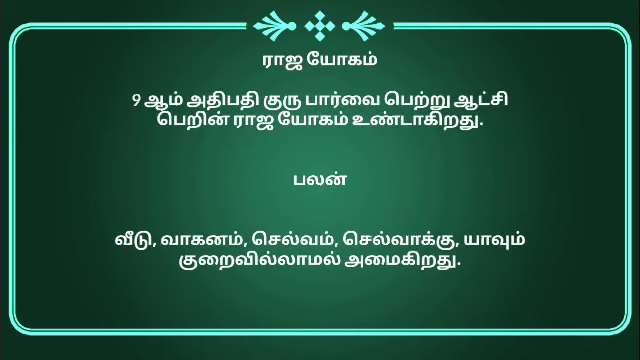 ராஜ யோகம்
9 ஆம் அதிபதி குரு பார்வை பெற்று ஆட்சி
பெறின் ராஜ யோகம் உண்டாகிறது.
பலன்
வீடு, வாகனம், செல்வம், செல்வாக்கு, யாவும்
குறைவில்லாமல் அமைகிறது.